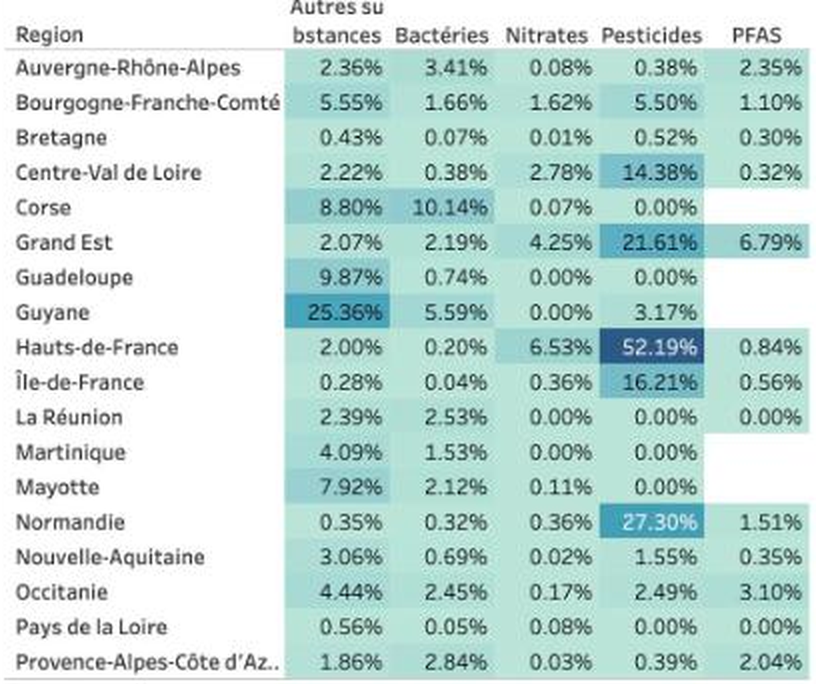 Autres su
Region bstances Bactéries Nitrates Pesticides PFAS
Auvergne-Rhône-Alpes 2.36% 3.41% 0.08% 0.38% 2.35%
Bourgogne-Franche-Comté 5.55% 1.66% 1.62% 5.50% 1.10%
Bretagne 0.43% 0.07% 0.01% 0.52% 0.30%
Centre-Val de Loire 2.22% 0.38% 2.78% 14.38% 0.32%
Corse 8.80% 10.14% 0.07% 0.00%
Grand Est 2.07% 2.19% 4.25% 21.61% 6.79%
Guadeloupe 9.87% 0.74% 0.00% 0.00%
Guyane 25.36% 5.59% 0.00% 3.17%
Hauts-de-France 2.00% 0.20% 6.53% 52.19% 0.84%
Île-de-France 0.28% 0.04% 0.36% 16.21% 0.56%
La Réunion 2.39% 2.53% 0.00% 0.00% 0.00%
Martinique 4.09% 1.53% 0.00% 0.00%
Mayotte 7.92% 2.12% 0.11% 0.00%
Normandie 0.35% 0.32% 0.36% 27.30% 1.51%
Nouvelle-Aquitaine 3.06% 0.69% 0.02% 1.55% 0.35%
Occitanie 4.44% 2.45% 0.17% 2.49% 3.10%
Pays de la Loire 0.56% 0.05% 0.08% 0.00% 0.00%
Provence-Alpes-Côte d'Az.. 1.86% 2.84% 0.03% 0.39% 2.04%